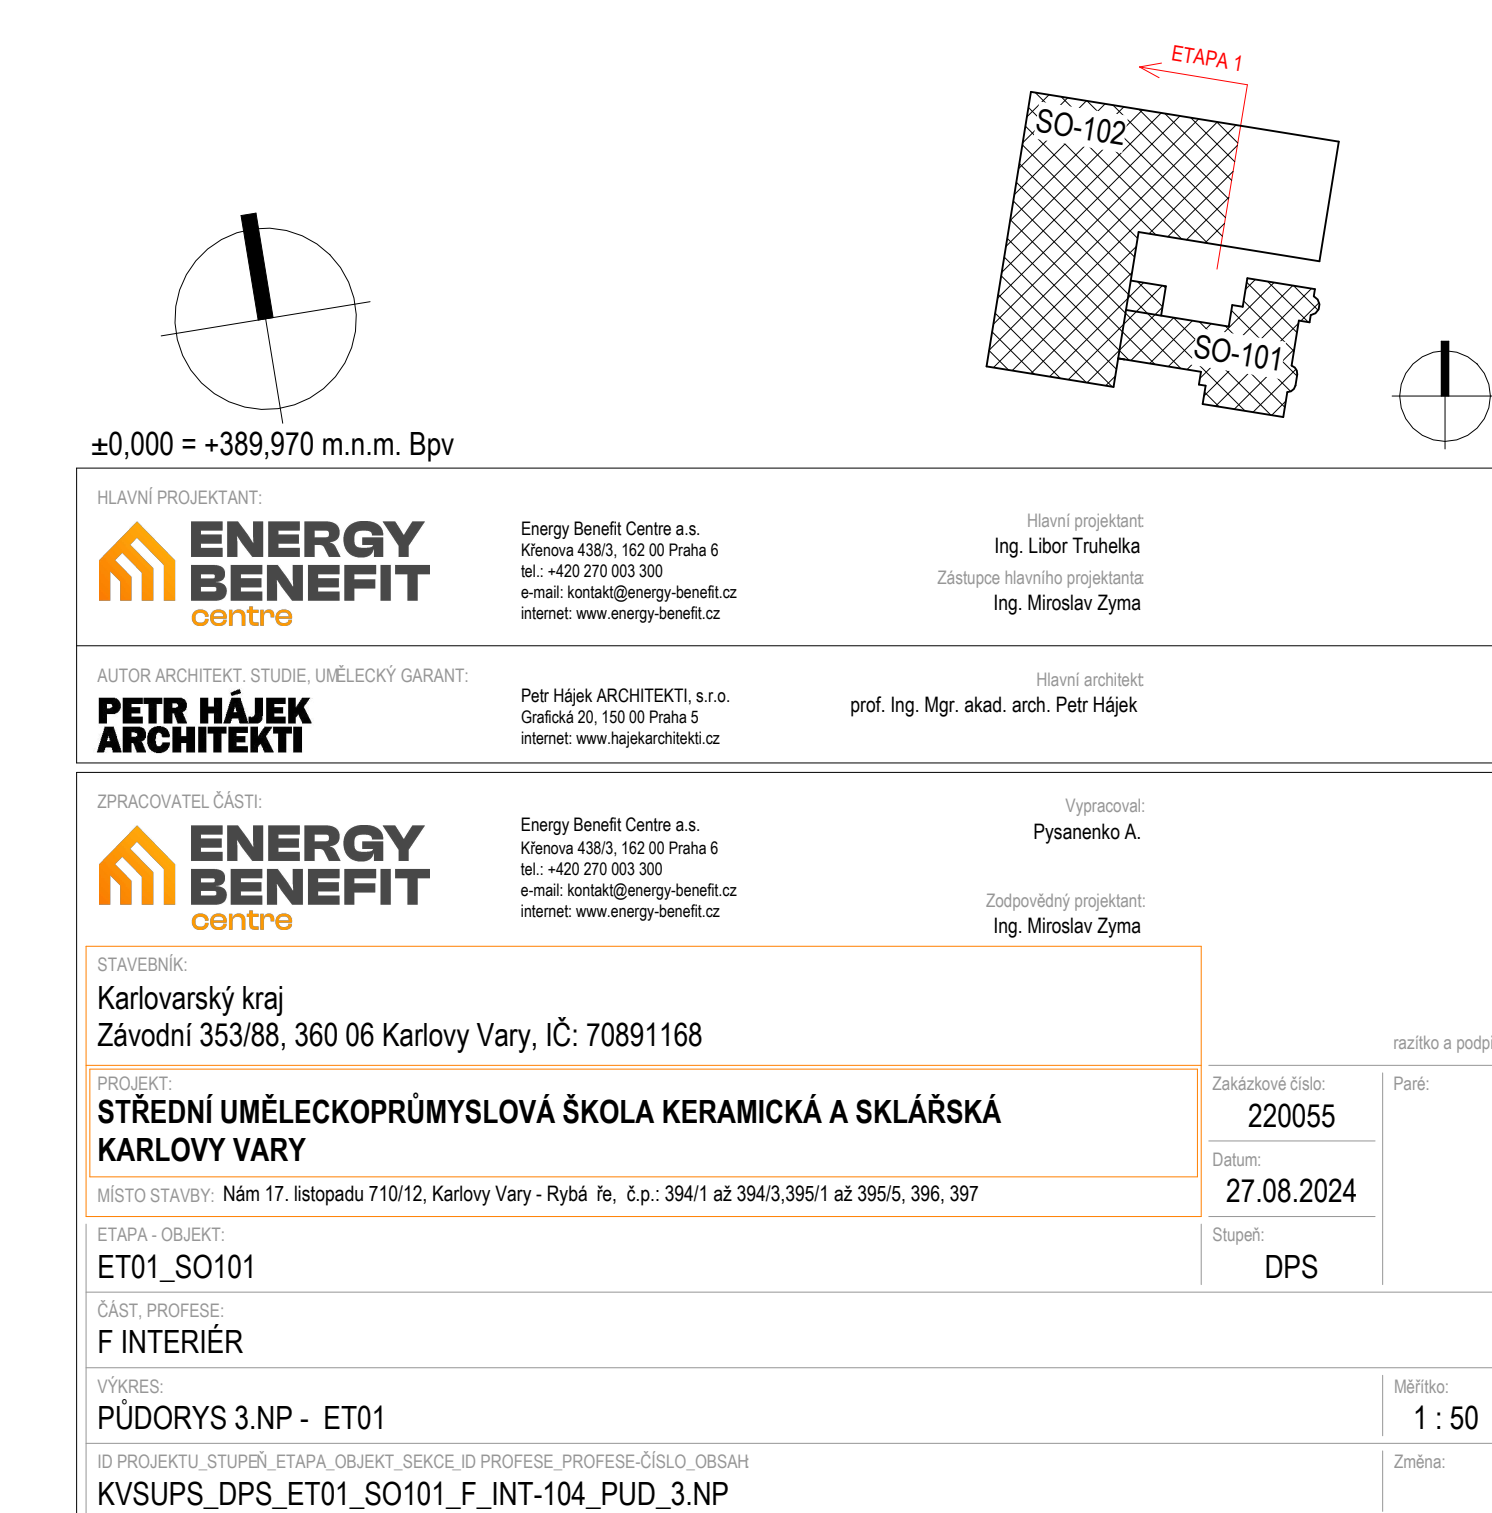 ETAPA 1
SO-102
SO-101
±0,000 = +389,970 m.n.m. Bpv
HLAVNÍ PROJEKTANT:
ENERGY
BENEFIT
centre
Energy Benefit Centre a.s.
Křenova 438/3, 162 00 Praha 6
tel.: +420 270 003 300
e-mail: kontakt@energy-benefit.cz
internet: www.energy-benefit.cz
Hlavní projektant:
Ing. Libor Truhelka
Zástupce hlavního projektanta:
Ing. Miroslav Zyma
AUTOR ARCHITEKT. STUDIE, UMĚLECKÝ GARANT:
PETR HÁJEK
ARCHITEKTI
Petr Hájek ARCHITEKTI, s.r.o.
Grafická 20, 150 00 Praha 5
internet: www.hajekarchitekti.cz
Hlavní architekt:
prof. Ing. Mgr. akad. arch. Petr Hájek
ZPRACOVATEL ČÁSTI:
ENERGY
BENEFIT
centre
Energy Benefit Centre a.s.
Křenova 438/3, 162 00 Praha 6
tel.: +420 270 003 300
e-mail: kontakt@energy-benefit.cz
internet: www.energy-benefit.cz
Vypracoval:
Pysanenko A.
Zodpovědný projektant:
Ing. Miroslav Zyma
STAVEBNÍK:
Karlovarský kraj
Závodní 353/88, 360 06 Karlovy Vary, IČ: 70891168
razítko a podpi
PROJEKT:
STŘEDNÍ UMĚLECKOPRŮMYSLOVÁ ŠKOLA KERAMICKÁ A SKLÁŘSKÁ
KARLOVY VARY
Zakázkové číslo:
220055
Paré:
Datum:
27.08.2024
MÍSTO STAVBY: Nám 17. listopadu 710/12, Karlovy Vary - Rybá ře, č.p.: 394/1 až 394/3,395/1 až 395/5, 396, 397
ETAPA - OBJEKT:
ET01_SO101
Stupeň:
DPS
ČÁST, PROFESE:
F INTERIÉR
VÝKRES:
PŮDORYS 3.NP - ET01
Měřítko:
1 : 50
ID PROJEKTU_STUPEŇ_ETAPA_OBJEKT_SEKCE_ID PROFESE_PROFESE-ČÍSLO_OBSAH:
KVSUPS_DPS_ET01_SO101_F_INT-104_PUD_3.NP
Změna: